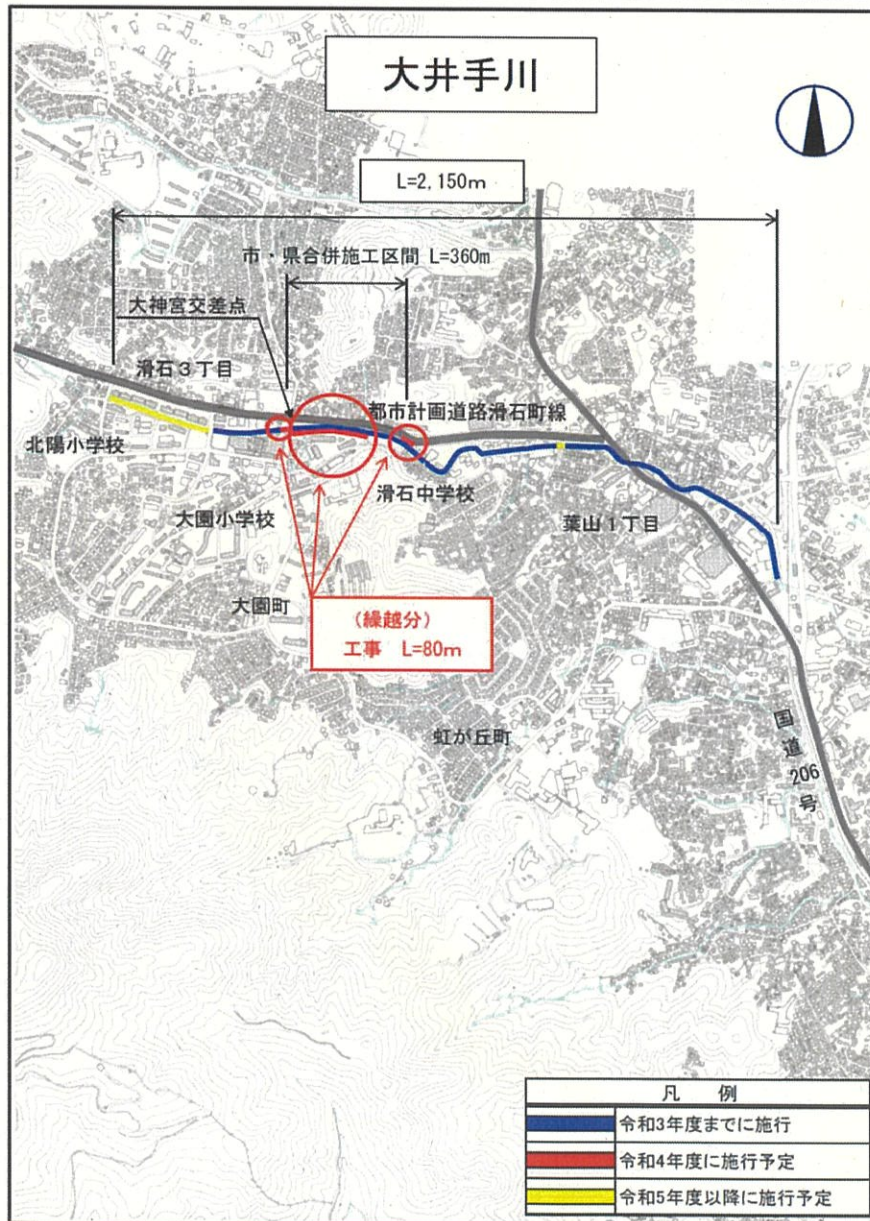 大井手川
L=2,150m
市・県合併施工区間 L=360m
大神宮交差点
滑石3丁目
都市計画道路滑石町線
北陽小学校
滑石中学校
大園小学校
葉山1丁目
大園町
(繰越分)
工事 L=80m
虹が丘町
国道206号
凡 例
令和3年度までに施行
令和4年度に施行予定
令和5年度以降に施行予定